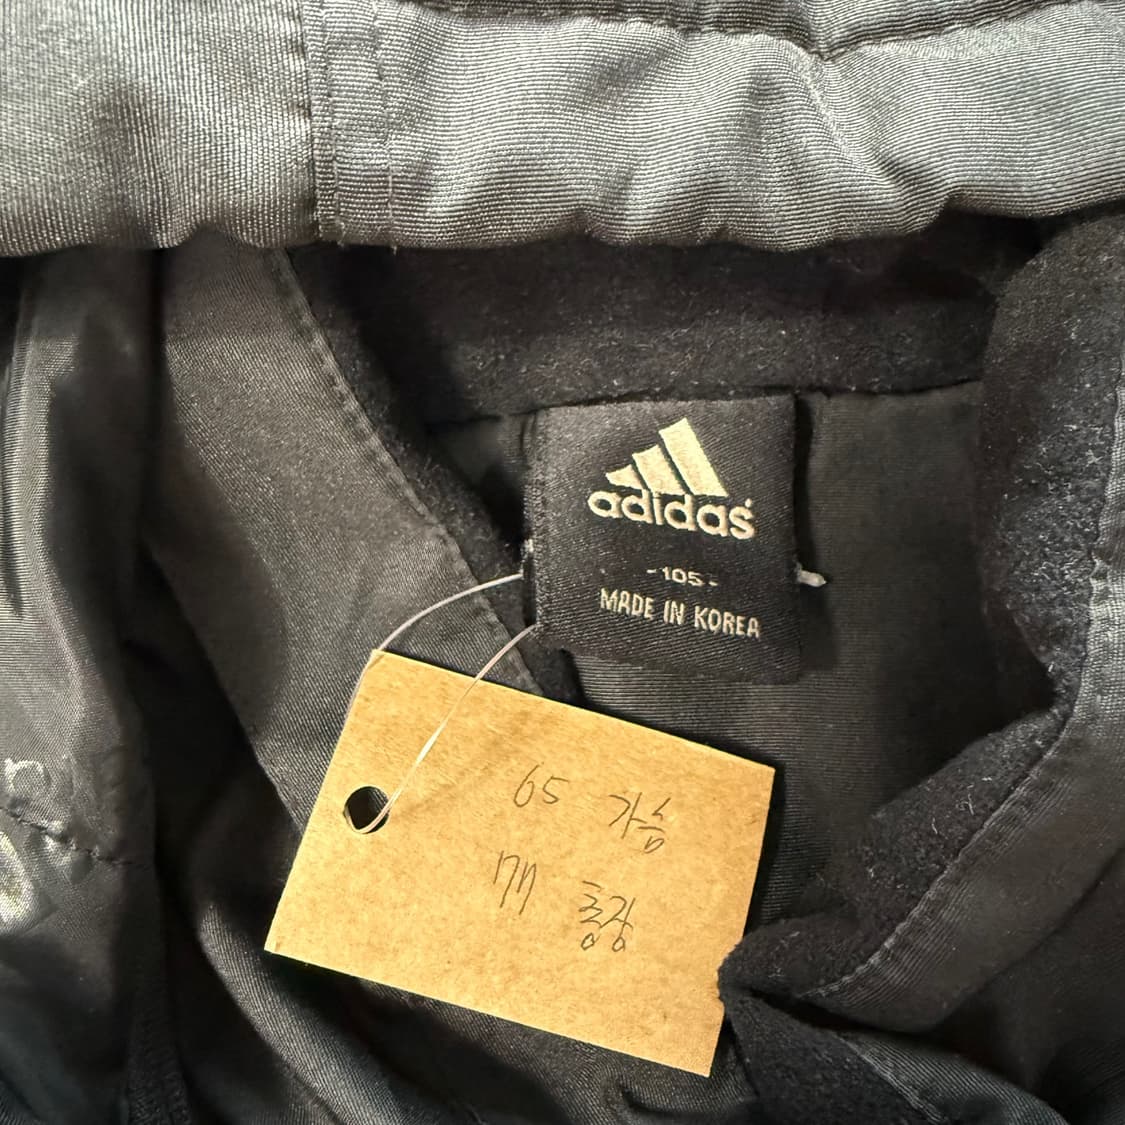 adidas
- 105 -
MADE IN KOREA
65 가슴
77 총장